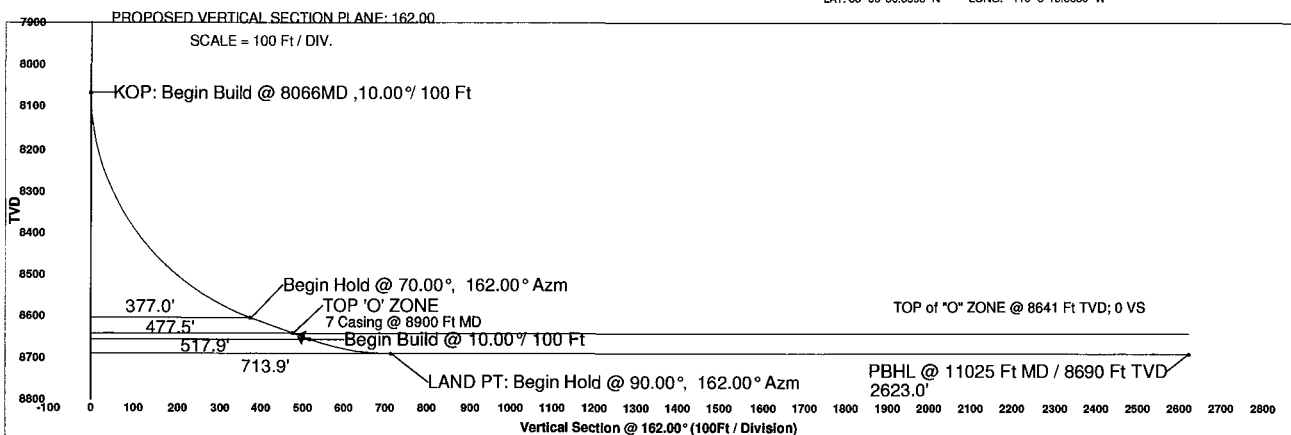 PROPOSED VERTICAL SECTION PLANE: 162.00
SCALE = 100 Ft / DIV.
7900
8000
KOP: Begin Build @ 8066MD ,10.00°/ 100 Ft
8100
8200
8300
TVD
8400
8500
Begin Hold @ 70.00°, 162.00° Azm
8600
377.0'
TOP 'O' ZONE
TOP of "O" ZONE @ 8641 Ft TVD; 0 VS
7 Casing @ 8900 Ft MD
477.5'
Begin Build @ 10.00°/ 100 Ft
517.9'
8700
713.9'
LAND PT: Begin Hold @ 90.00°, 162.00° Azm
PBHL @ 11025 Ft MD / 8690 Ft TVD
2623.0'
8800
-100 0 100 200 300 400 500 600 700 800 900 1000 1100 1200 1300 1400 1500 1600 1700 1800 1900 2000 2100 2200 2300 2400 2500 2600 2700 2800
Vertical Section @ 162.00° (100Ft / Division)